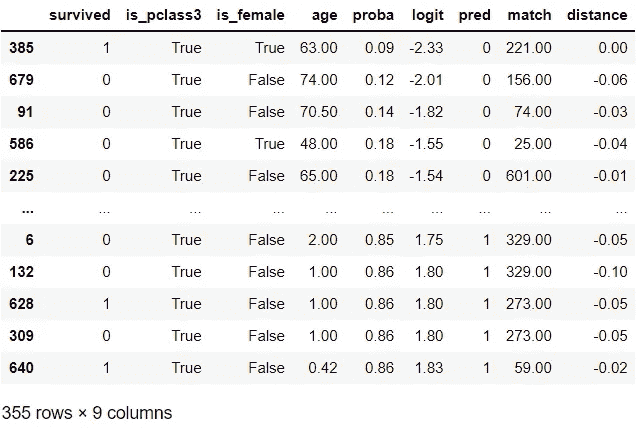 survived is_pclass3 is_female age proba logit pred match distance
385 1 True True 63.00 0.09 -2.33 0 221.00 0.00
679 0 True False 74.00 0.12 -2.01 0 156.00 -0.06
91 0 True False 70.50 0.14 -1.82 0 74.00 -0.03
586 0 True True 48.00 0.18 -1.55 0 25.00 -0.04
225 0 True False 65.00 0.18 -1.54 0 601.00 -0.01
... ... ... ... ... ... ... ... ... ...
6 0 True False 2.00 0.85 1.75 1 329.00 -0.05
132 0 True False 1.00 0.86 1.80 1 329.00 -0.10
628 1 True False 1.00 0.86 1.80 1 273.00 -0.05
309 0 True False 1.00 0.86 1.80 1 273.00 -0.05
640 1 True False 0.42 0.86 1.83 1 59.00 -0.02
355 rows × 9 columns